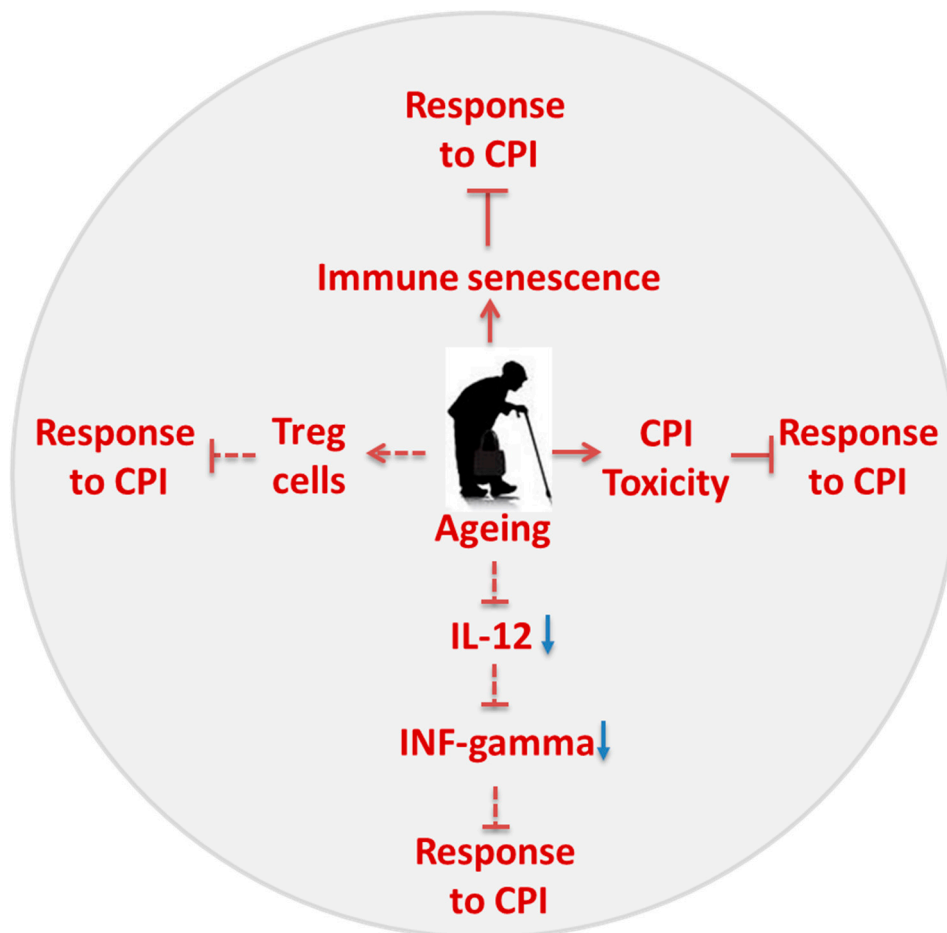 Response
to CPI
Immune senescence
Response
to CPI
Treg
cells
CPI
Toxicity
Response
to CPI
Ageing
IL-12
INF-gamma
Response
to CPI